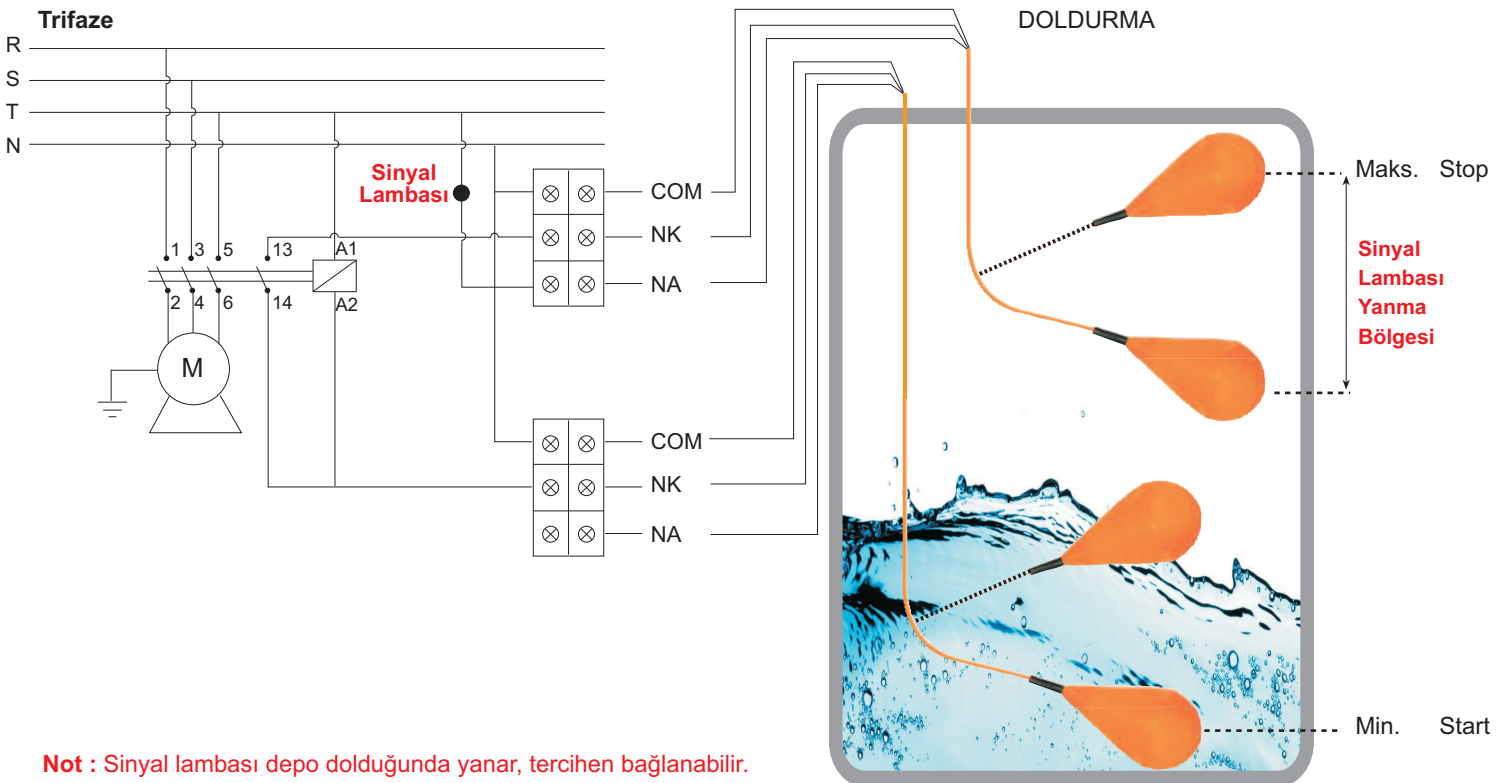 Trifaze
DOLDURMA
R
S
T
N
Sinyal
Lambası
COM
NK
NA
1 3 5 13 A1
2 4 6 14 A2
M
COM
NK
NA
Maks. Stop
Sinyal
Lambası
Yanma
Bölgesi
Min. Start
Not : Sinyal lambası depo dolduğunda yanar, tercihen bağlanabilir.